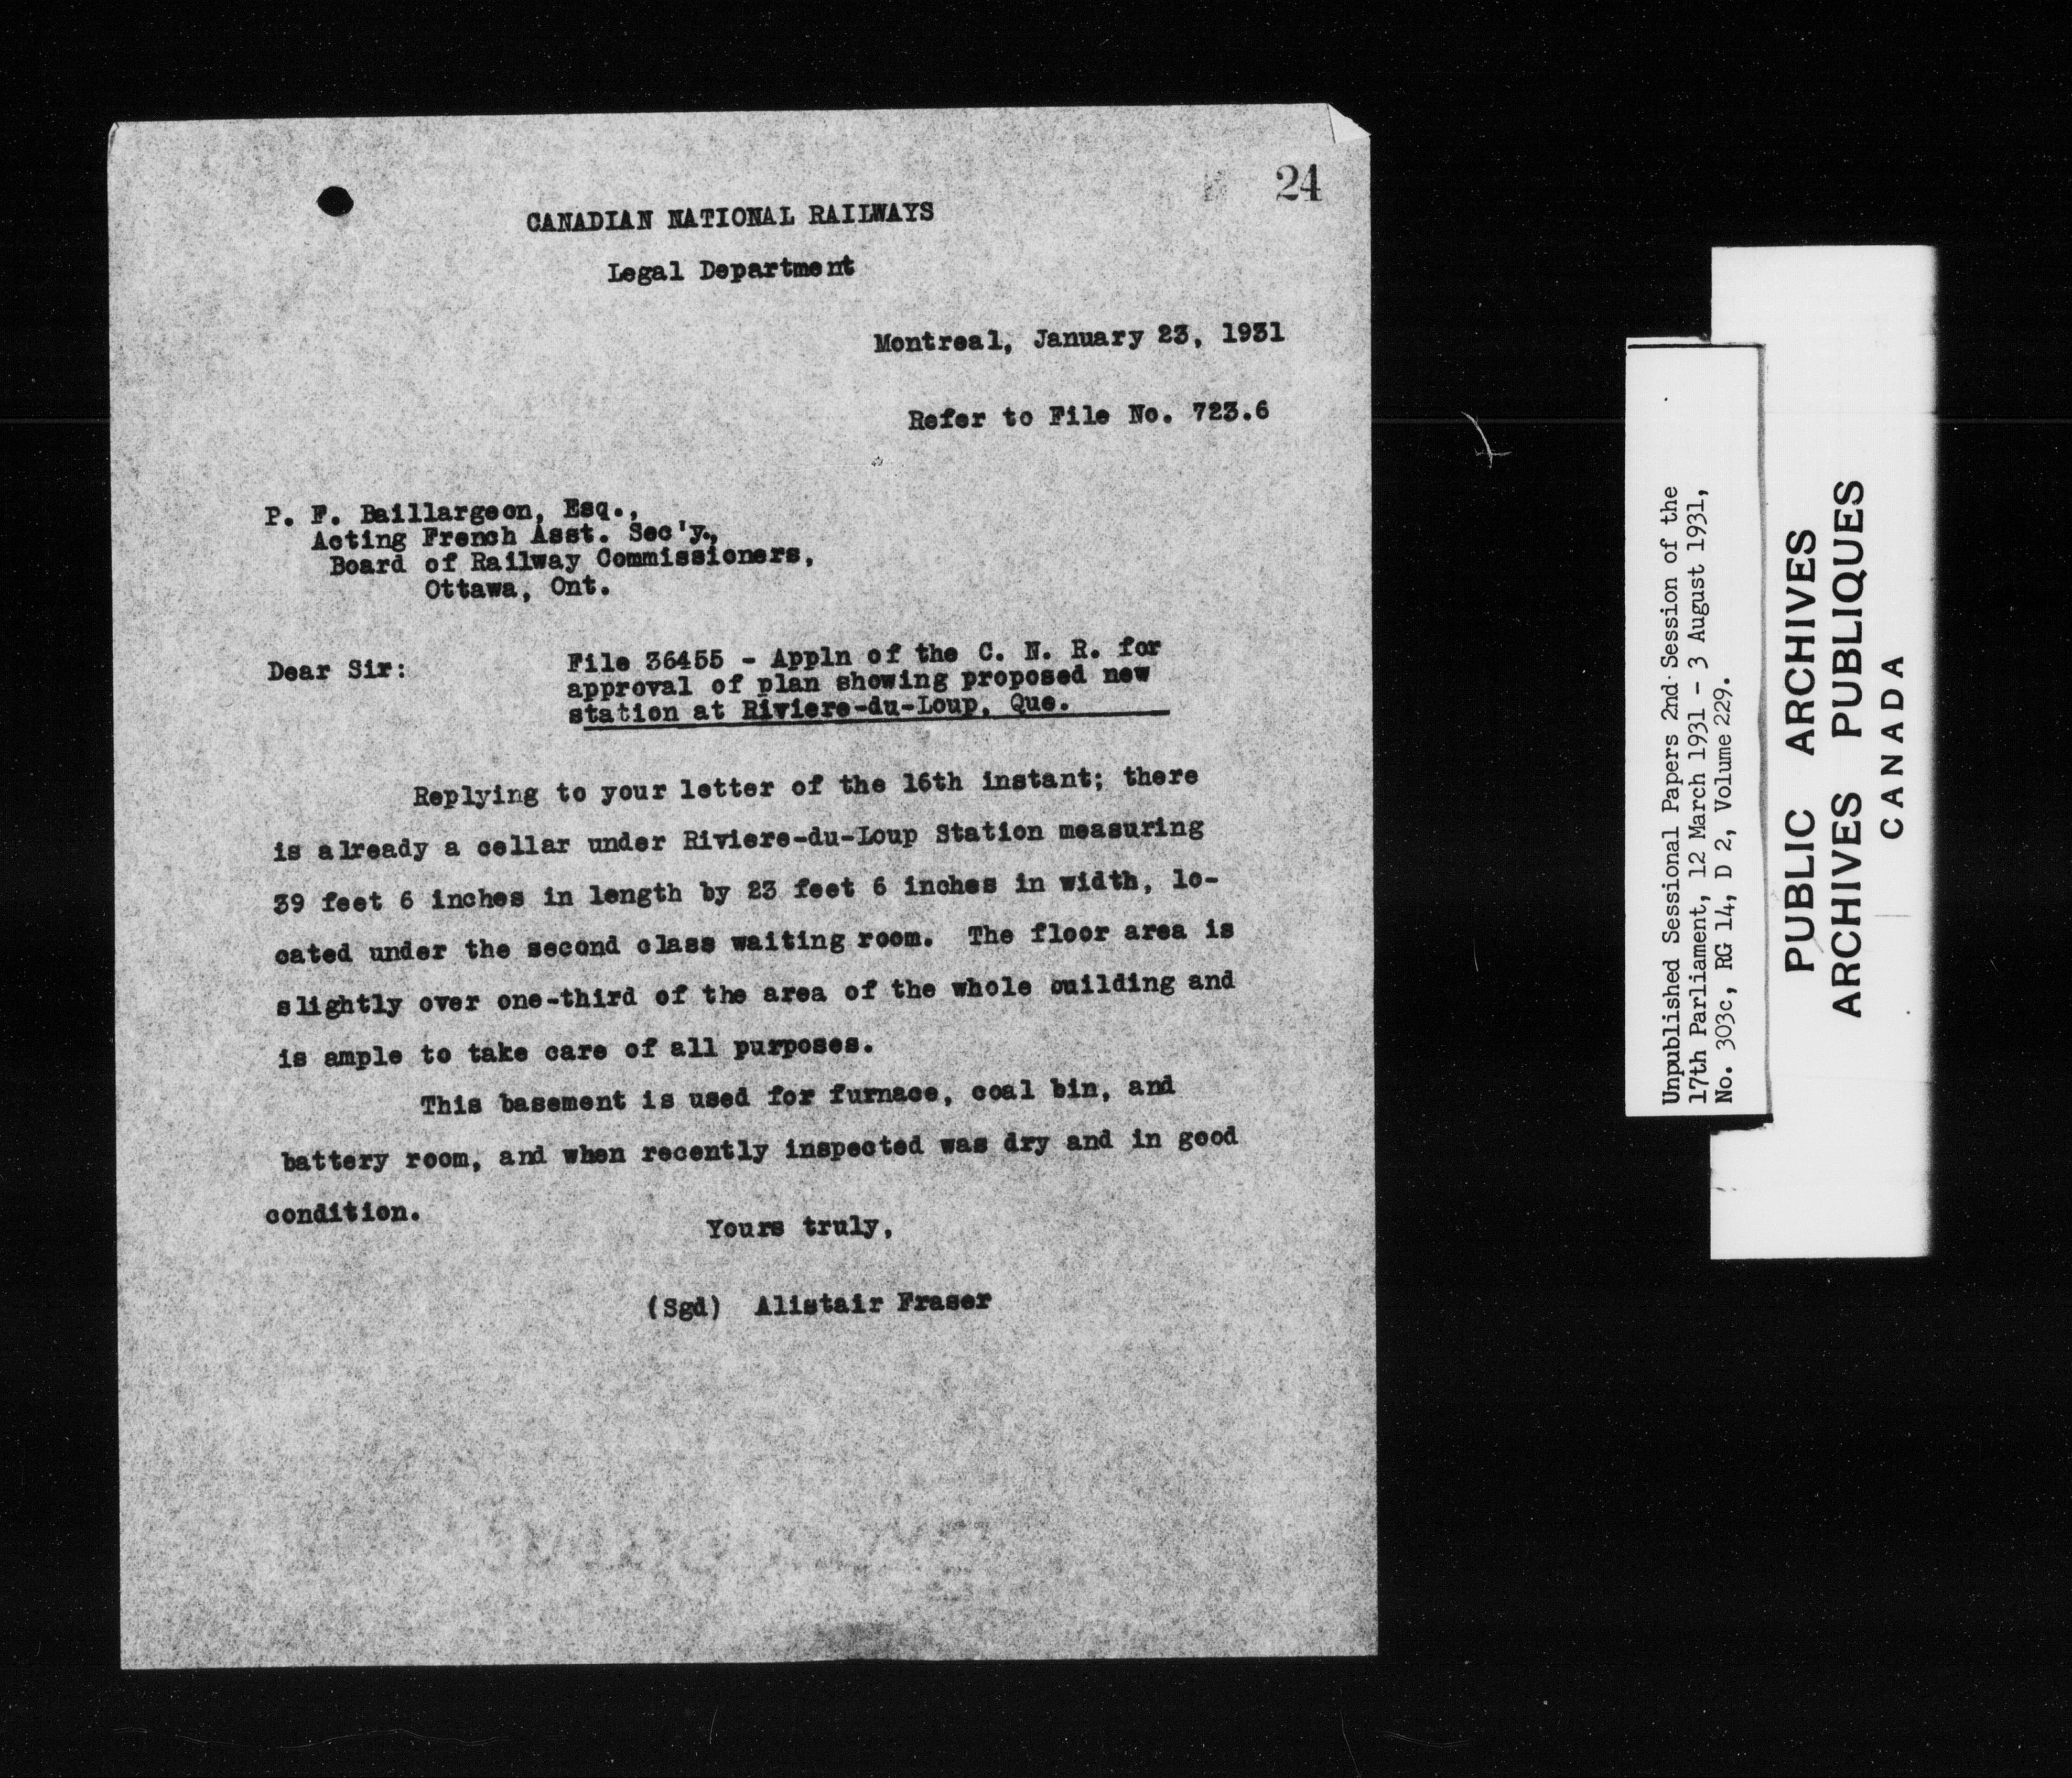 24
CANADIAN NATIONAL RAILWAYS
Legal Department
Montreal, January 23, 1931
Refer to File No. 723.6
P. F. Baillargeon, Esq.,
Acting French Asst. Sec'y.,
Board of Railway Commissioners,
Ottawa, Ont.
Dear Sir:
File 36455 - Appln of the C. N. R. for
approval of plan showing proposed new
station at Riviere-du-Loup, Que.
Replying to your letter of the 16th instant; there
is already a cellar under Riviere-du-Loup Station measuring
39 feet 6 inches in length by 23 feet 6 inches in width, lo-
cated under the second class waiting room. The floor area is
slightly over one-third of the area of the whole building and
is ample to take care of all purposes.
This basement is used for furnace, coal bin, and
battery room, and when recently inspected was dry and in good
condition.
Yours truly,
(Sgd) Alistair Fraser
Unpublished Sessional Papers 2nd Session of the
17th Parliament, 12 March 1931 - 3 August 1931,
No. 303c, RG 14, D 2, Volume 229.
PUBLIC ARCHIVES
ARCHIVES PUBLIQUES
CANADA